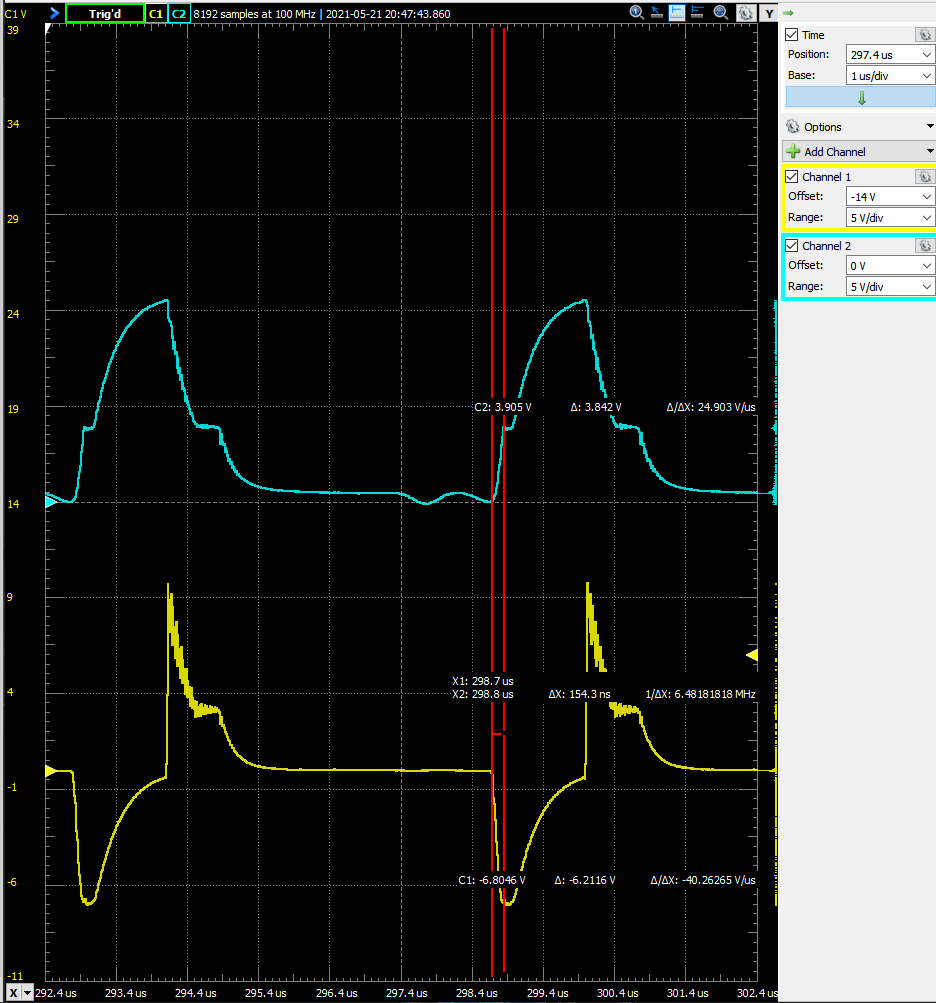 C1 V Trig'd C1 C2 8192 samples at 100 MHz | 2021-05-21 20:47:43.860 Y
39
34
29
24
19
14
9
4
-1
-6
-11
C2: 3.905 V Δ: 3.842 V Δ/ΔX: 24.903 V/us
X1: 298.7 us
X2: 298.8 us ΔX: 154.3 ns 1/ΔX: 6.48181818 MHz
C1: -6.8046 V Δ: -6.2116 V Δ/ΔX: -40.26265 V/us
X 292.4 us 293.4 us 294.4 us 295.4 us 296.4 us 297.4 us 298.4 us 299.4 us 300.4 us 301.4 us 302.4 us
Time
Position: 297.4 us
Base: 1 us/div
Options
Add Channel
Channel 1
Offset: -14 V
Range: 5 V/div
Channel 2
Offset: 0 V
Range: 5 V/div